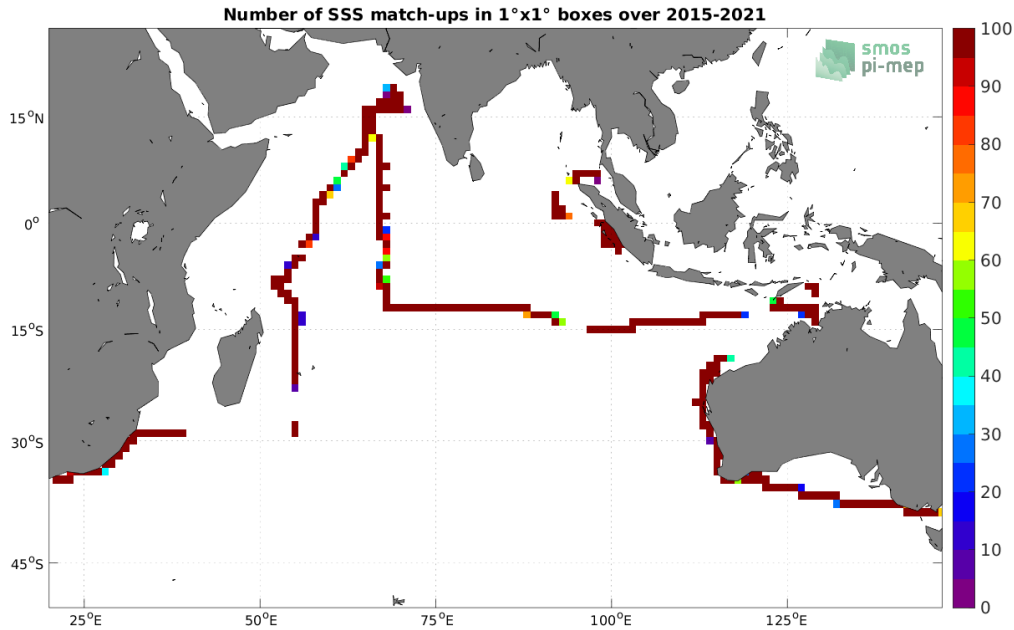 Number of SSS match-ups in 1°x1° boxes over 2015-2021
smos
pi-mep
15°N
0°
15°S
30°S
45°S
25°E
50°E
75°E
100°E
125°E
100
90
80
70
60
50
40
30
20
10
0